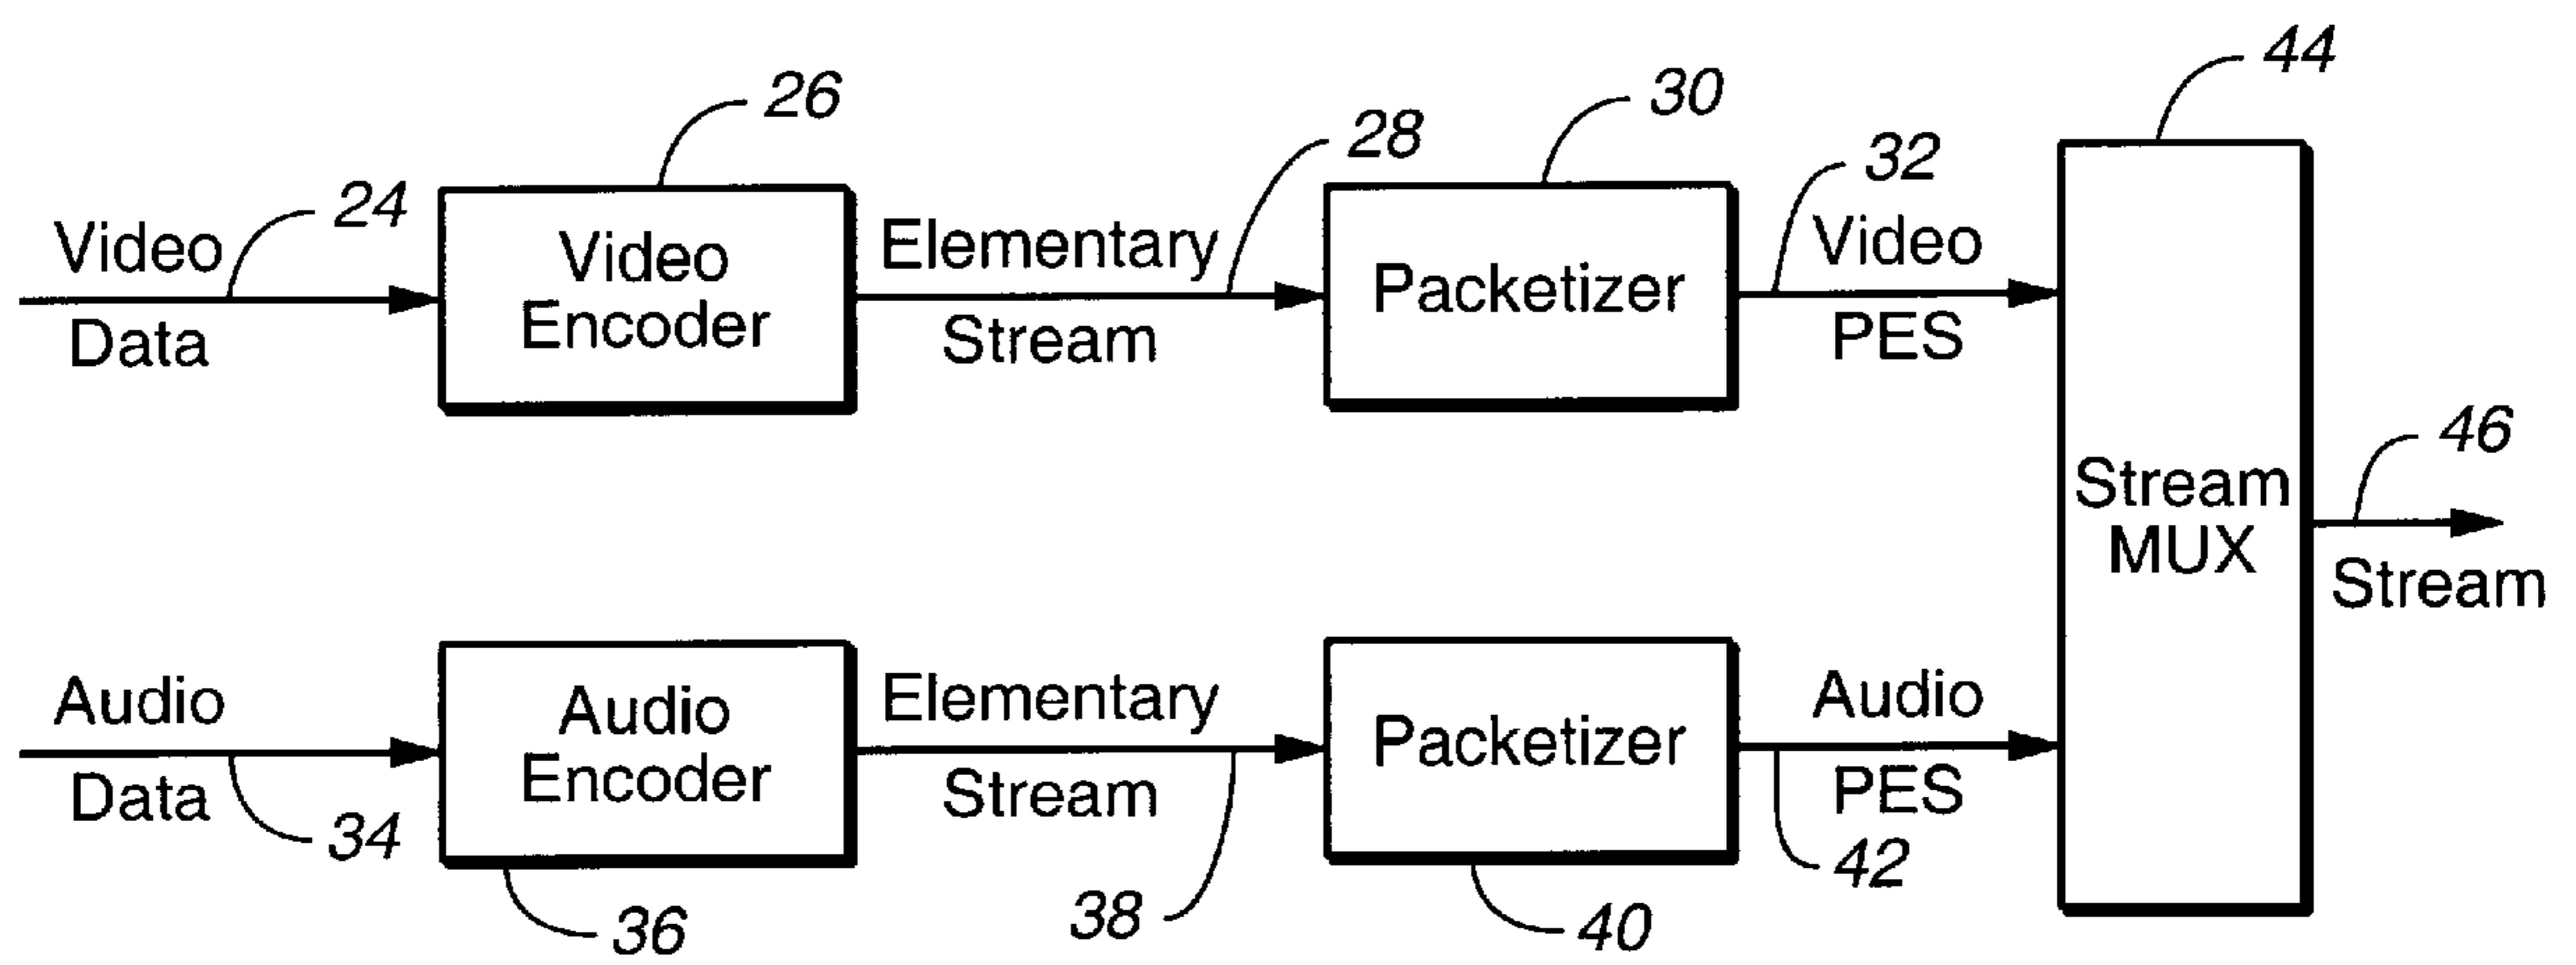 44
26
30
28
32
24
Video
Data
Video
Encoder
Elementary
Stream
Packetizer
Video
PES
Stream
MUX
46
Stream
Audio
Data
Audio
Encoder
Elementary
Stream
Packetizer
Audio
PES
34
36
38
40
42